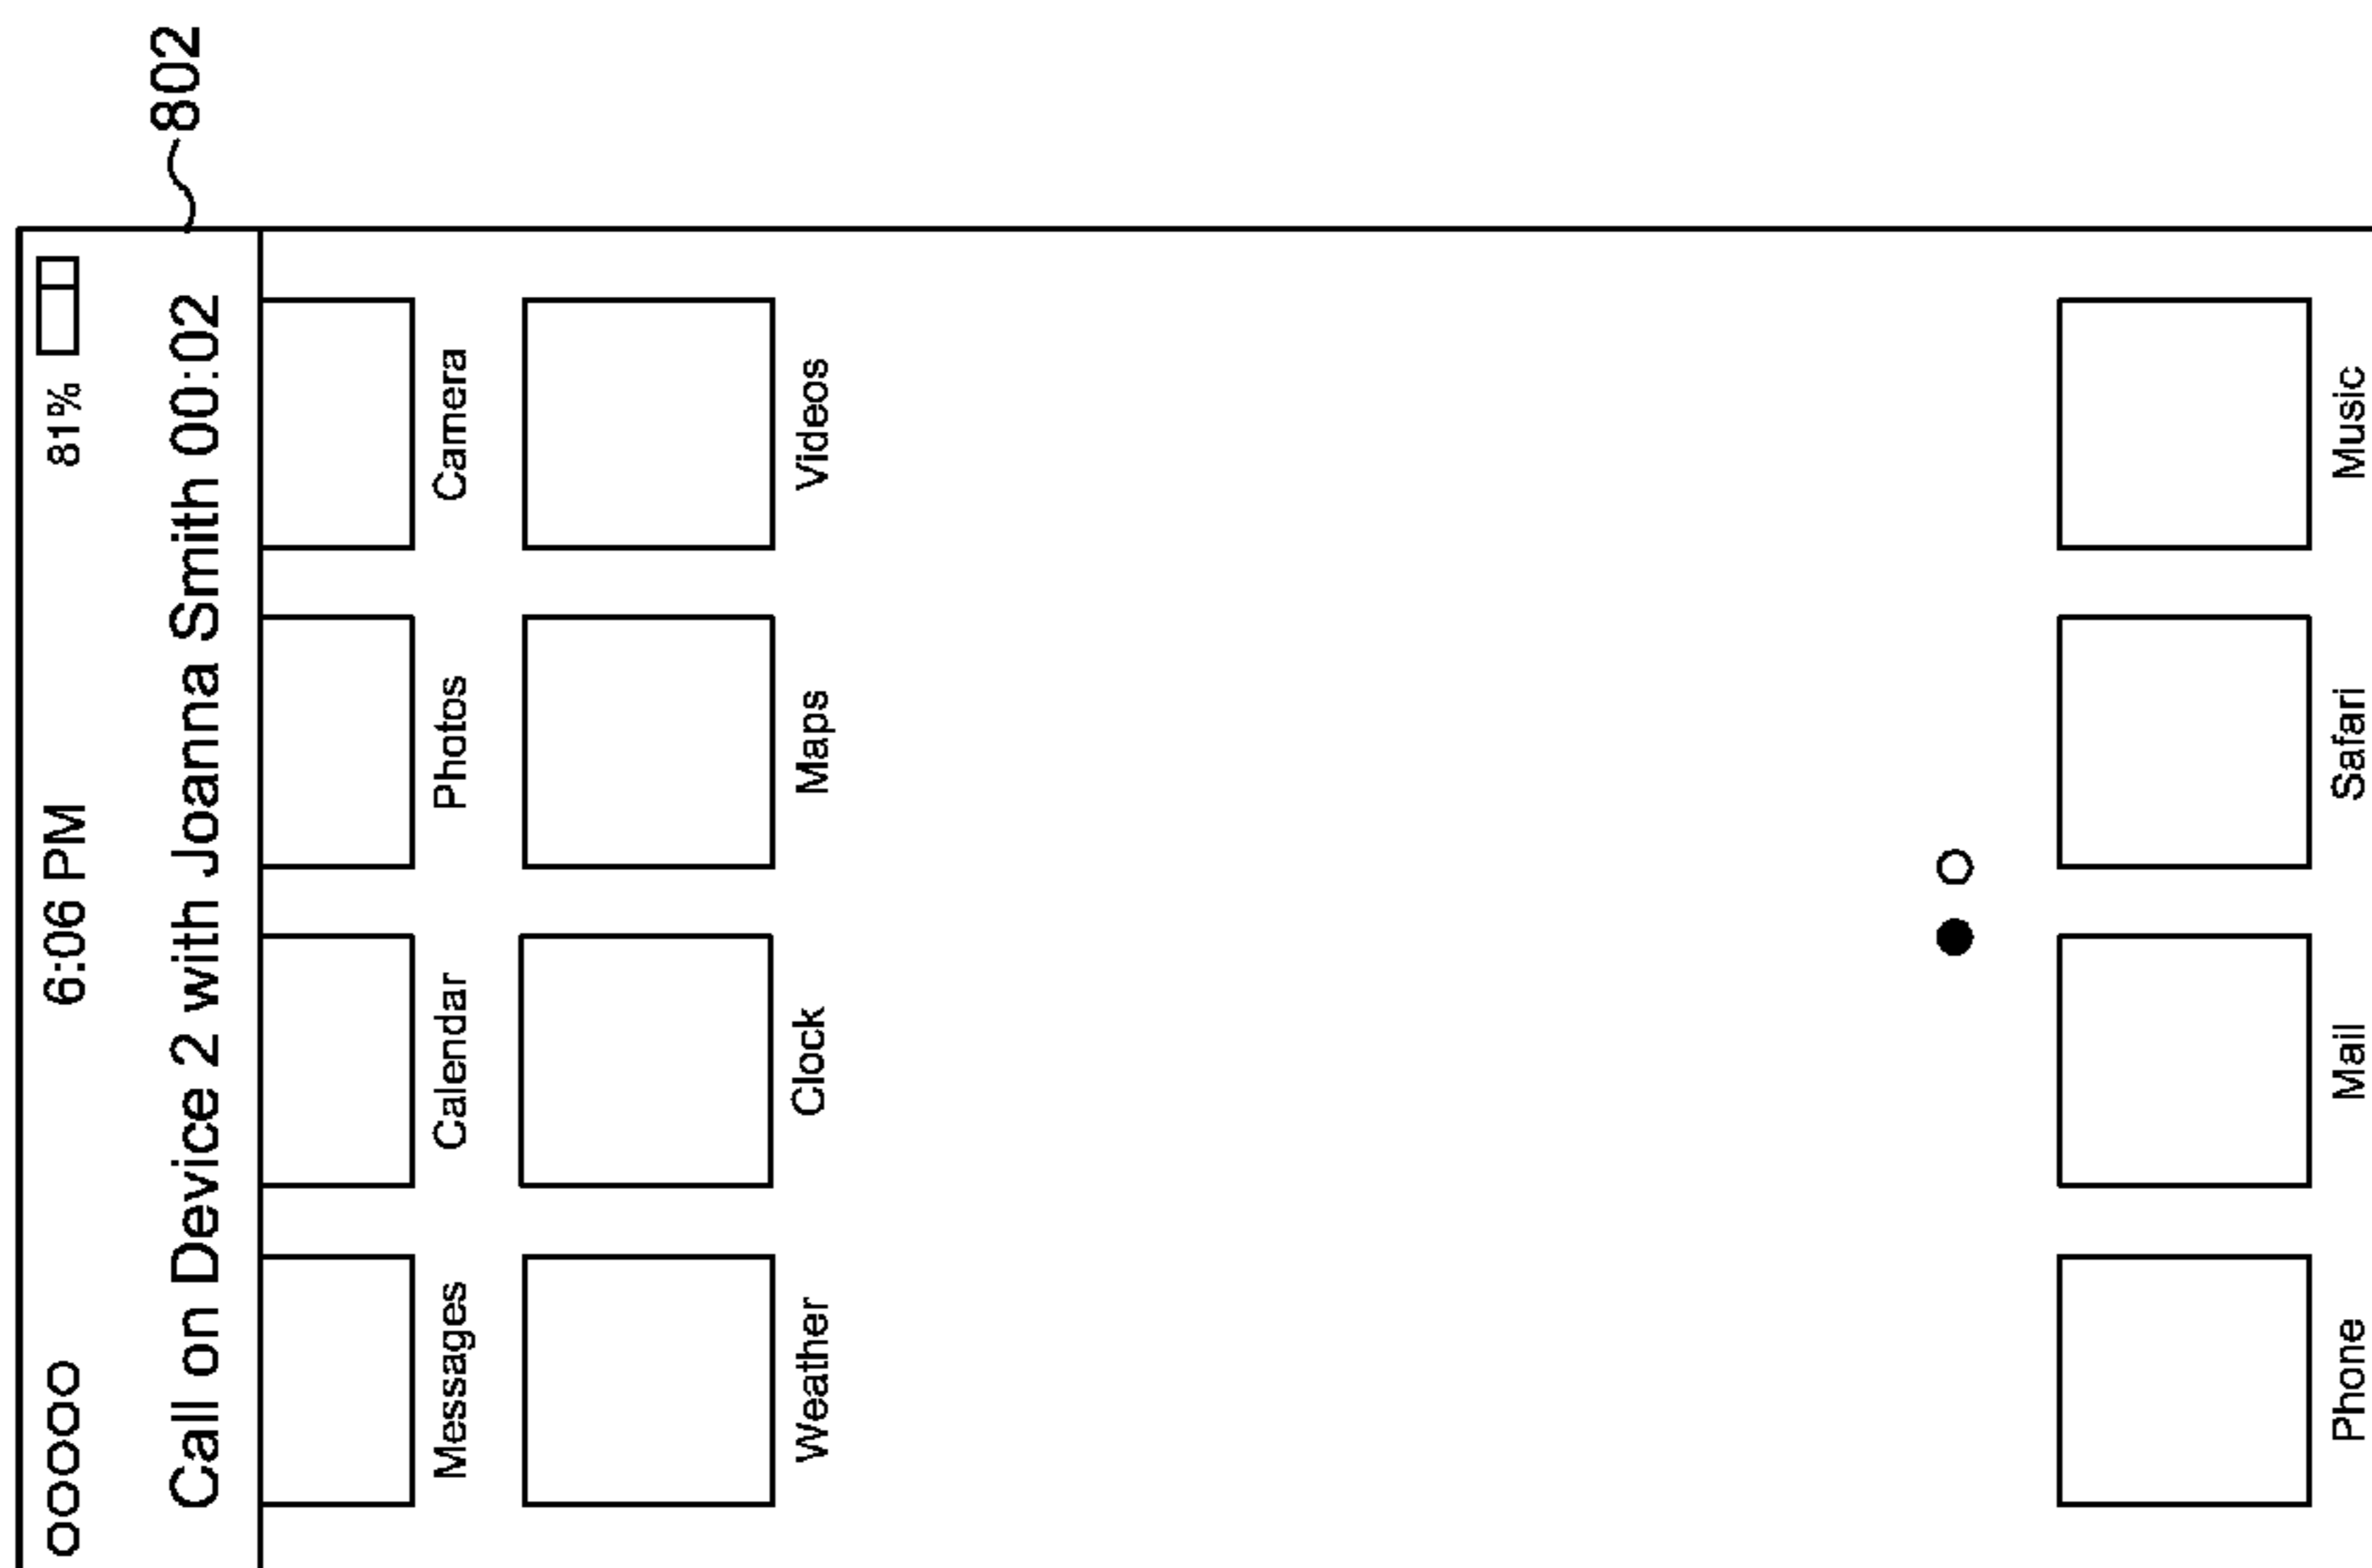 802
6:06 PM 81%
Call on Device 2 with Joanna Smith 00:02
Messages Calendar Photos Camera
Weather Clock Maps Videos
Phone Mail Safari Music